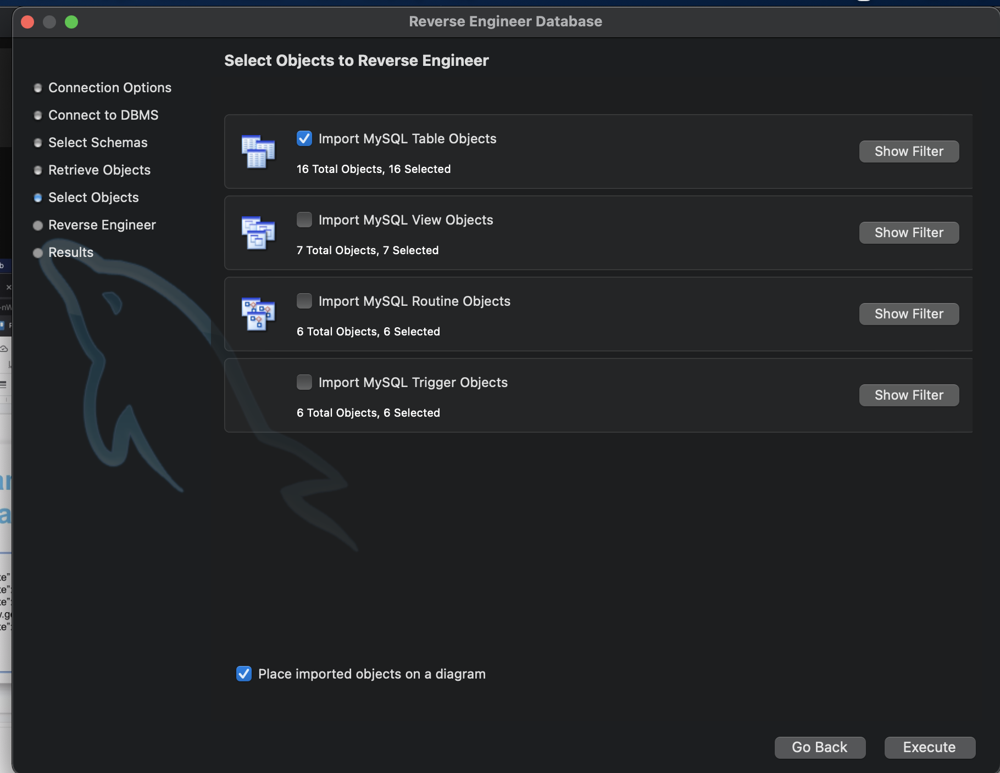 Reverse Engineer Database
Select Objects to Reverse Engineer
Connection Options
Connect to DBMS
Select Schemas
Retrieve Objects
Select Objects
Reverse Engineer
Results
Import MySQL Table Objects
16 Total Objects, 16 Selected
Show Filter
Import MySQL View Objects
7 Total Objects, 7 Selected
Show Filter
Import MySQL Routine Objects
6 Total Objects, 6 Selected
Show Filter
Import MySQL Trigger Objects
6 Total Objects, 6 Selected
Show Filter
Place imported objects on a diagram
Go Back
Execute